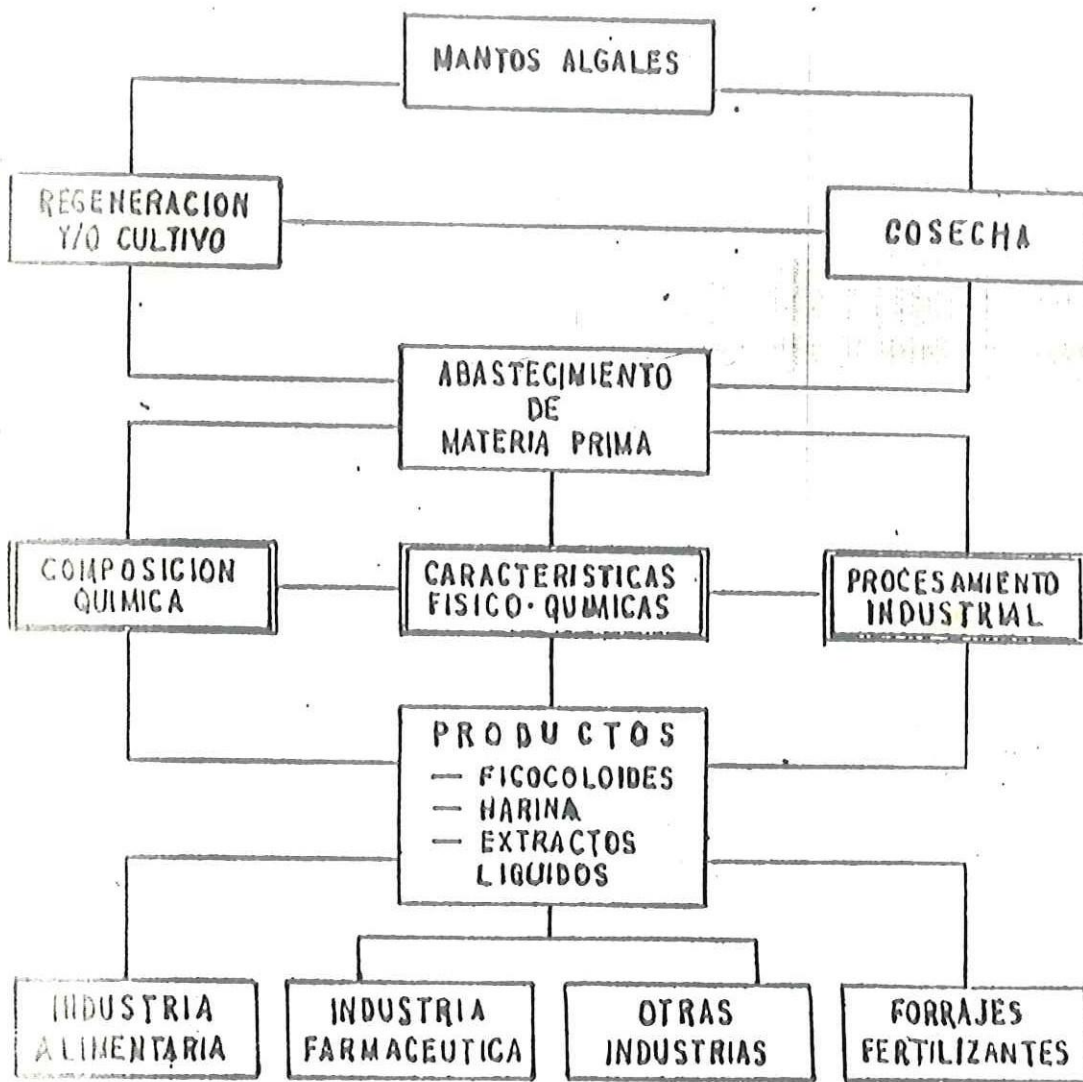 MANTOS ALGALES
REGENERACION
Y/O CULTIVO
COSECHA
ABASTECIMIENTO
DE
MATERIA PRIMA
COMPOSICION
QUIMICA
CARACTERISTICAS
FISICO-QUIMICAS
PROCESAMIENTO
INDUSTRIAL
PRODUCTOS
— FICOCOLOIDES
— HARINA
— EXTRACTOS
LIQUIDOS
INDUSTRIA
ALIMENTARIA
INDUSTRIA
FARMACEUTICA
OTRAS
INDUSTRIAS
FORRAJES
FERTILIZANTES